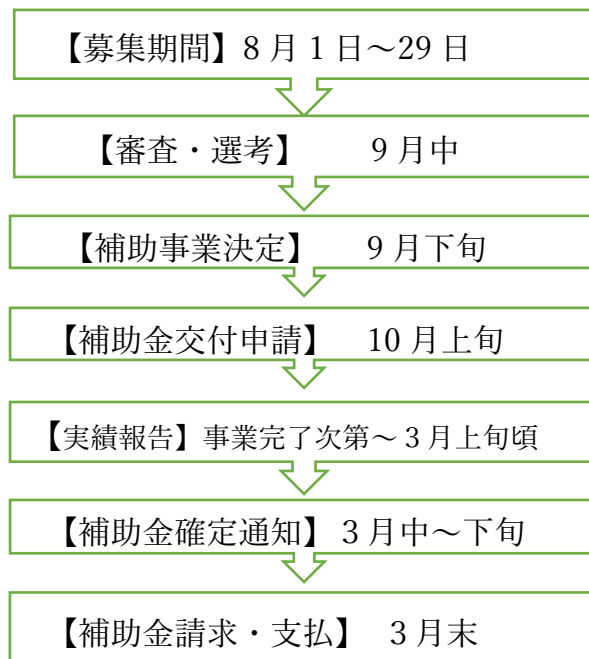 【募集期間】8月1日～29日
【審査・選考】　　9月中
【補助事業決定】　　9月下旬
【補助金交付申請】　　10月上旬
【実績報告】事業完了次第～3月上旬頃
【補助金確定通知】3月中～下旬
【補助金請求・支払】　3月末